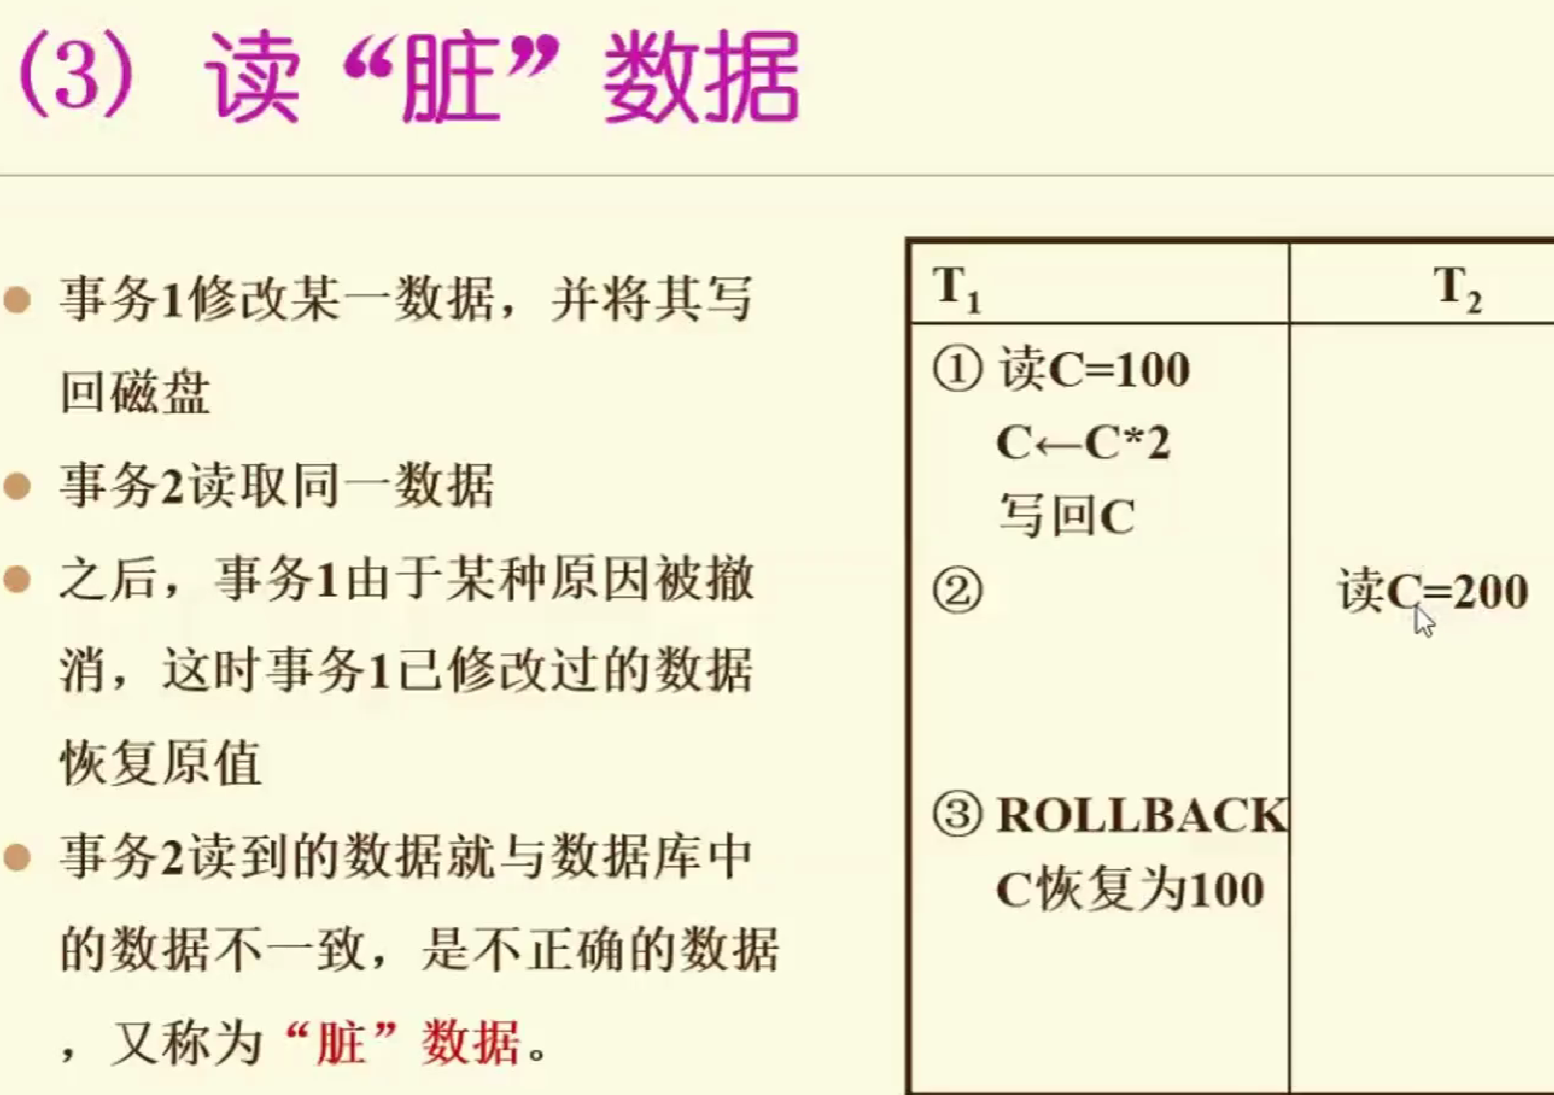 (3) 读“脏”数据
事务1修改某一数据，并将其写
回磁盘
事务2读取同一数据
之后，事务1由于某种原因被撤
消，这时事务1已修改过的数据
恢复原值
事务2读到的数据就与数据库中
的数据不一致，是不正确的数据
，又称为“脏”数据。
T₁ T₂
① 读C=100
C←C*2
写回C
② 读C=200
③ ROLLBACK
C恢复为100